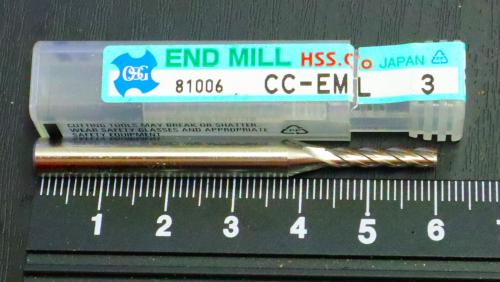 OSG
END MILL HSS.Co JAPAN
81006 CC-EML 3
CUTTING TOOLS MAY BREAK OR SHATTER.
WEAR SAFETY GLASSES AND APPROPRIATE
SAFETY EQUIPMENT
1 2 3 4 5 6